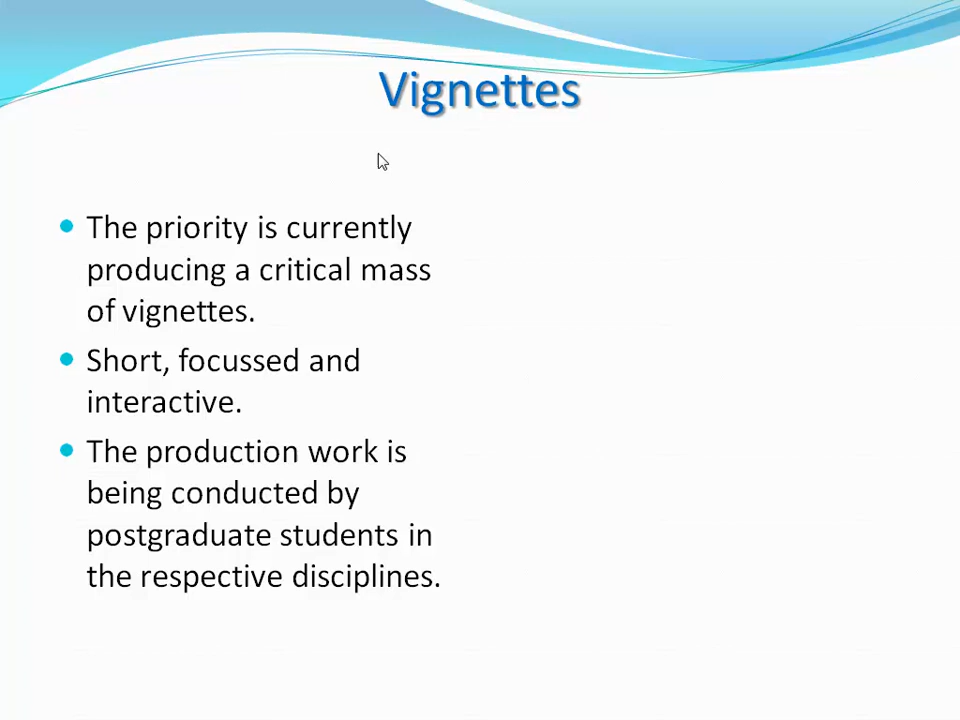 Vignettes
The priority is currently
producing a critical mass
of vignettes.
Short, focussed and
interactive.
The production work is
being conducted by
postgraduate students in
the respective disciplines.